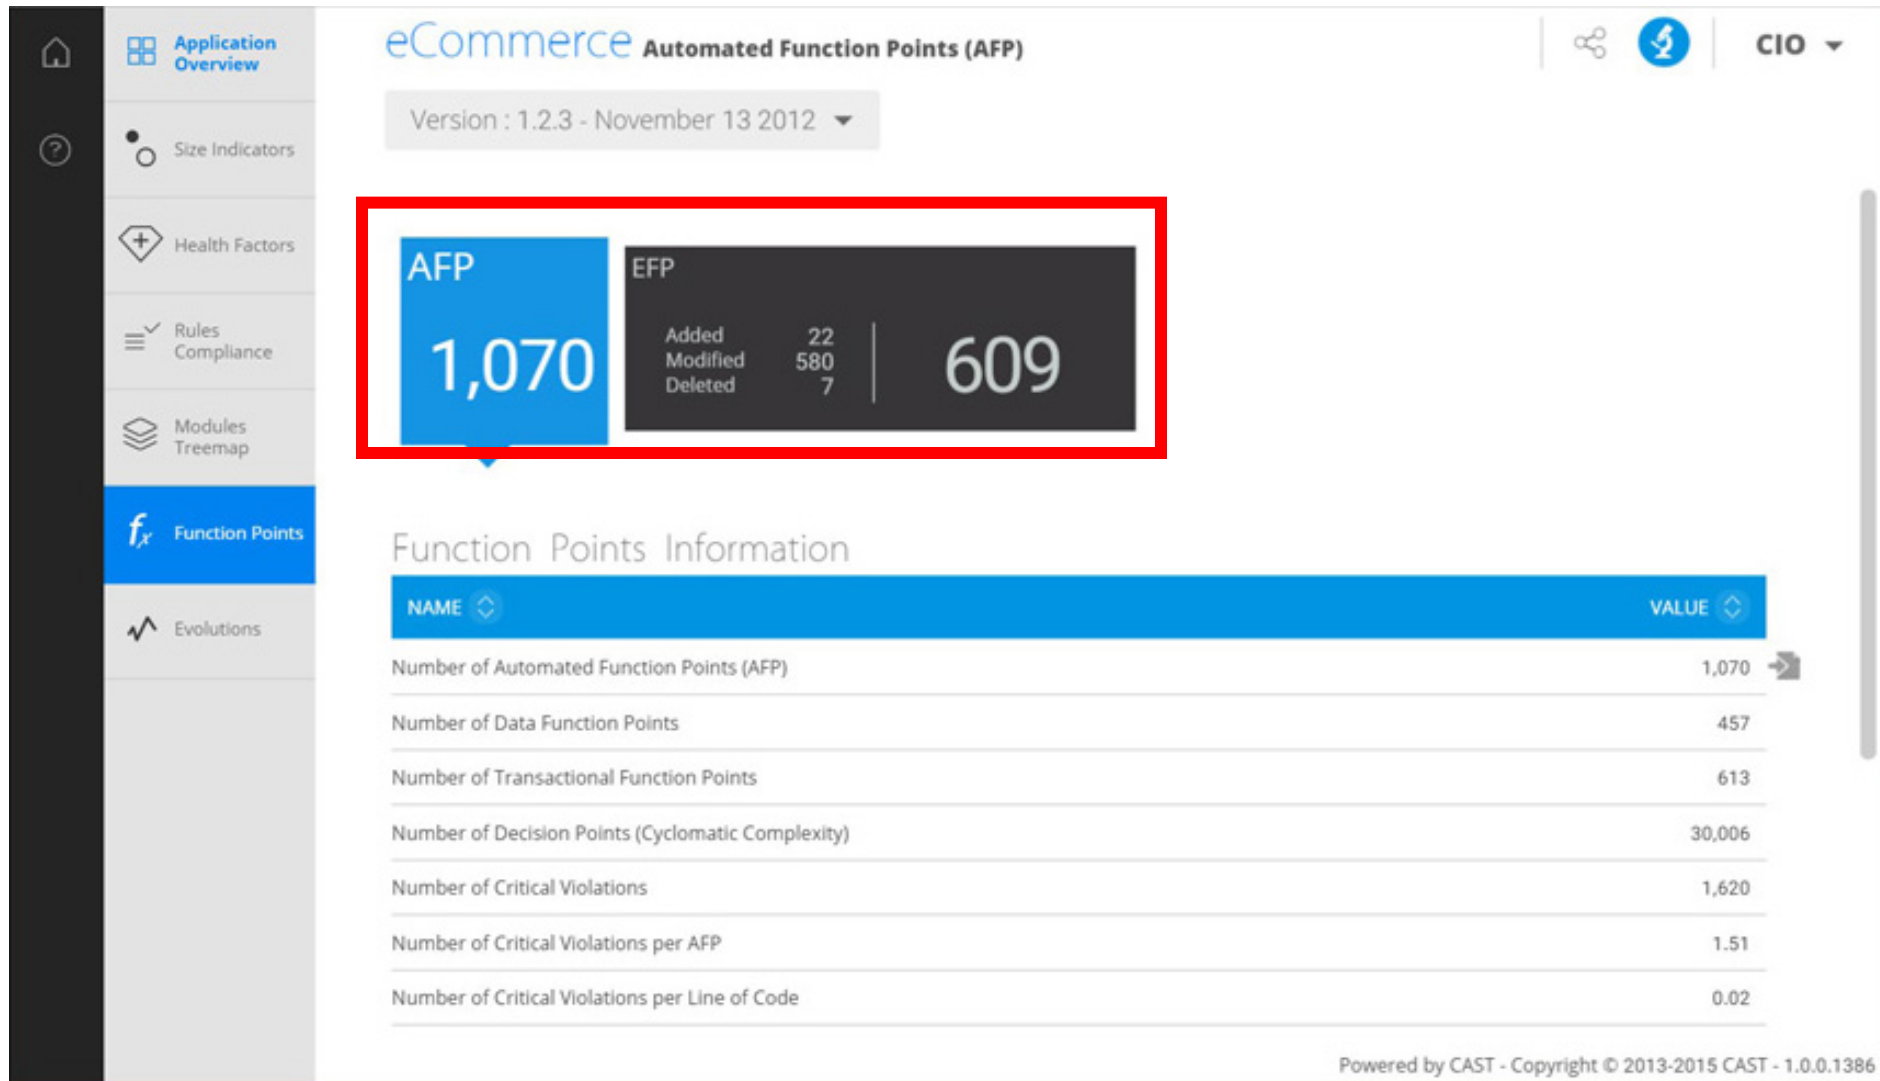 Application
Overview
Size Indicators
Health Factors
Rules
Compliance
Modules
Treemap
fx Function Points
Evolutions
eCommerce Automated Function Points (AFP)
CIO
Version : 1.2.3 - November 13 2012
AFP
1,070
EFP
Added 22
Modified 580
Deleted 7
609
Function Points Information
NAME VALUE
Number of Automated Function Points (AFP) 1,070
Number of Data Function Points 457
Number of Transactional Function Points 613
Number of Decision Points (Cyclomatic Complexity) 30,006
Number of Critical Violations 1,620
Number of Critical Violations per AFP 1.51
Number of Critical Violations per Line of Code 0.02
Powered by CAST - Copyright © 2013-2015 CAST - 1.0.0.1386